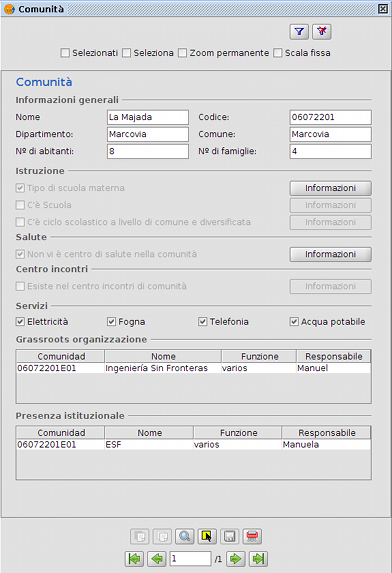 Comunità
Selezionati Seleziona Zoom permanente Scala fissa
Comunità
Informazioni generali
Nome La Majada Codice: 06072201
Dipartimento: Marcovia Comune: Marcovia
Nº di abitanti: 8 Nº di famiglie: 4
Istruzione
Tipo di scuola materna Informazioni
C'è Scuola Informazioni
C'è ciclo scolastico a livello di comune e diversificata Informazioni
Salute
Non vi è centro di salute nella comunità Informazioni
Centro incontri
Esiste nel centro incontri di comunità Informazioni
Servizi
Elettricità Fogna Telefonia Acqua potabile
Grassroots organizzazione
Comunidad Nome Funzione Responsabile
06072201E01 Ingeniería Sin Fronteras varios Manuel
Presenza istituzionale
Comunidad Nome Funzione Responsabile
06072201E01 ESF varios Manuela
1 /1